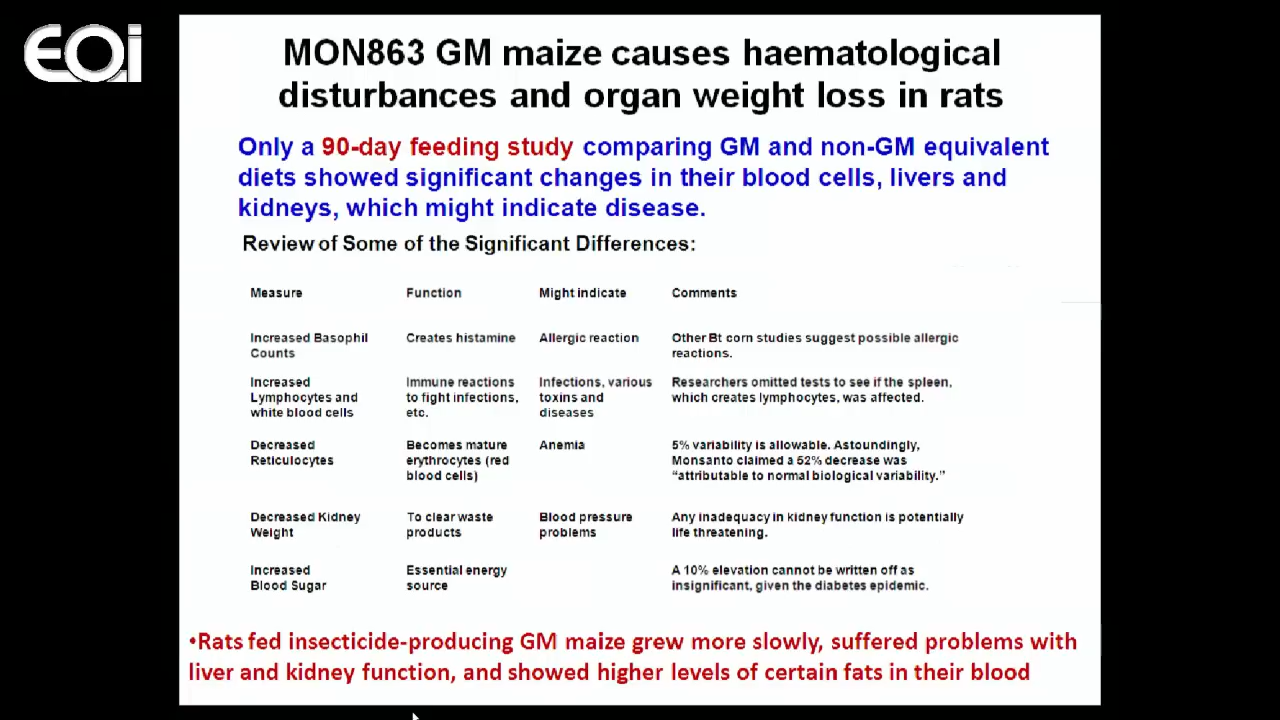 EOi
MON863 GM maize causes haematological
disturbances and organ weight loss in rats
Only a 90-day feeding study comparing GM and non-GM equivalent
diets showed significant changes in their blood cells, livers and
kidneys, which might indicate disease.
Review of Some of the Significant Differences:
Measure Function Might indicate Comments
Increased Basophil Creates histamine Allergic reaction Other Bt corn studies suggest possible allergic
Counts reactions.
Increased Immune reactions Infections, various Researchers omitted tests to see if the spleen,
Lymphocytes and to fight infections, toxins and which creates lymphocytes, was affected.
white blood cells etc. diseases
Decreased Becomes mature Anemia 5% variability is allowable. Astoundingly,
Reticulocytes erythrocytes (red Monsanto claimed a 52% decrease was
blood cells) "attributable to normal biological variability."
Decreased Kidney To clear waste Blood pressure Any inadequacy in kidney function is potentially
Weight products problems life threatening.
Increased Essential energy A 10% elevation cannot be written off as
Blood Sugar source insignificant, given the diabetes epidemic.
•Rats fed insecticide-producing GM maize grew more slowly, suffered problems with
liver and kidney function, and showed higher levels of certain fats in their blood